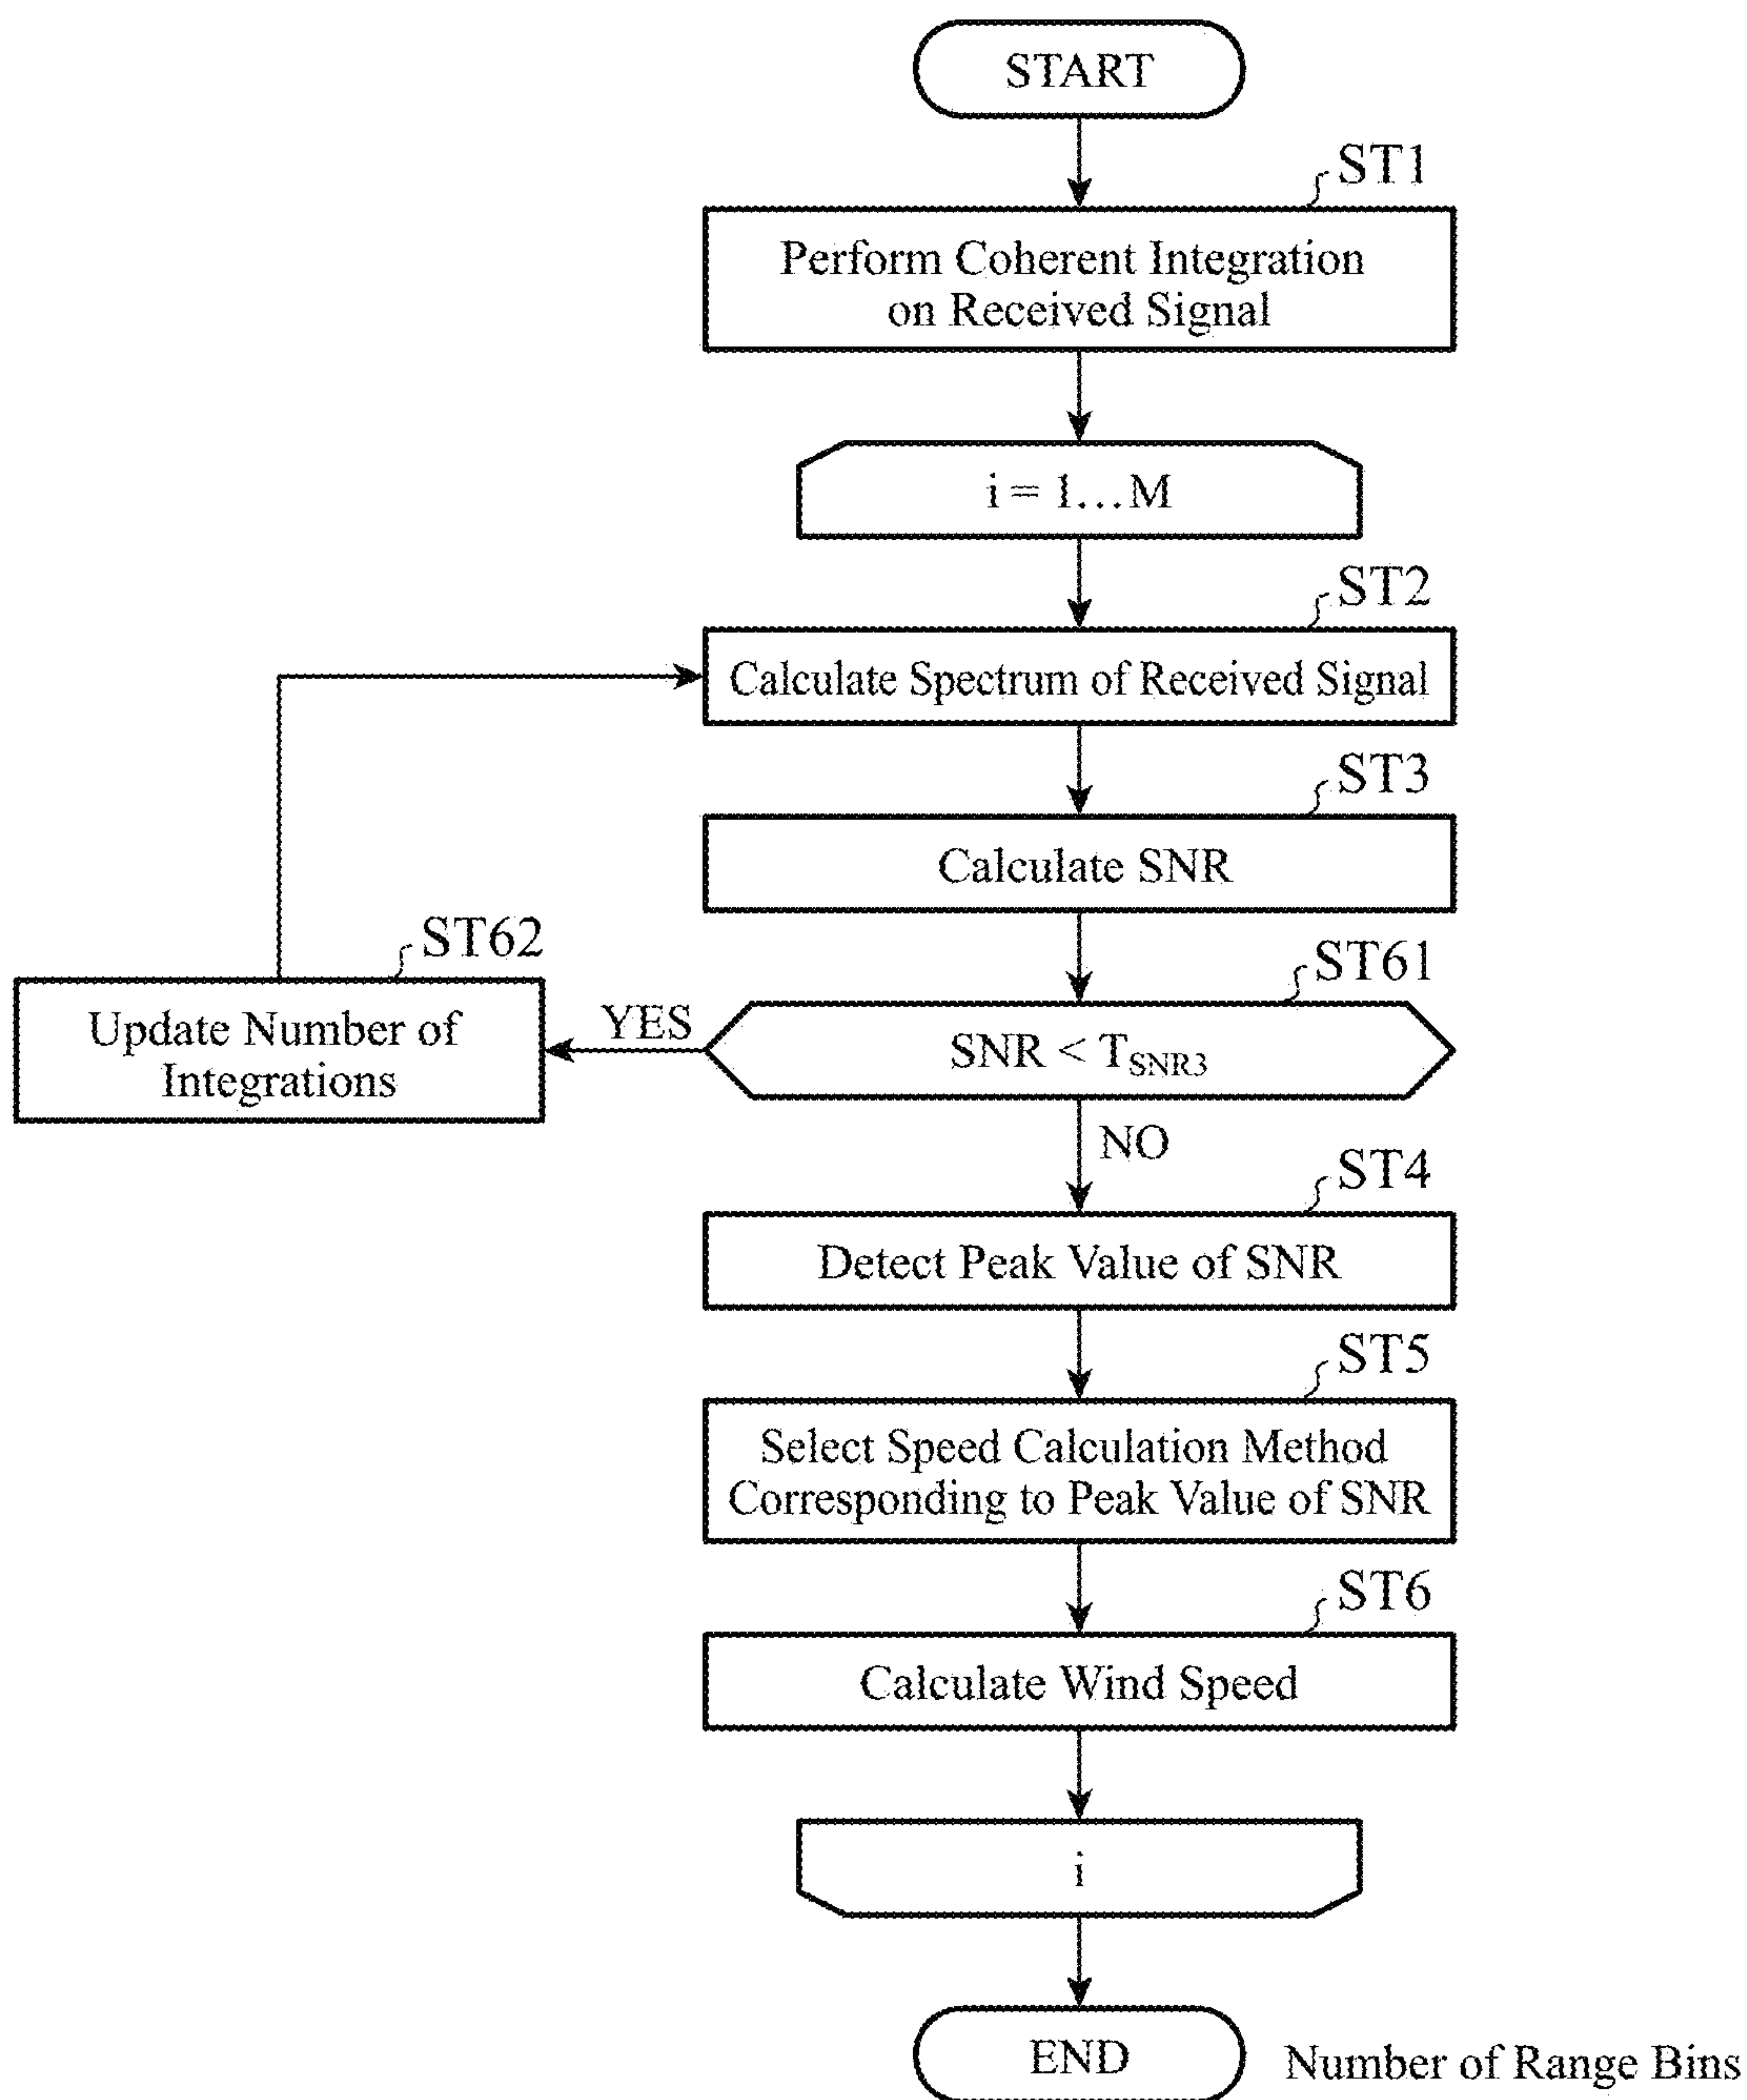 START
ST1
Perform Coherent Integration
on Received Signal
i = 1...M
ST2
Calculate Spectrum of Received Signal
ST3
Calculate SNR
ST62
Update Number of
Integrations
YES
ST61
SNR < T_SNR3
NO
ST4
Detect Peak Value of SNR
ST5
Select Speed Calculation Method
Corresponding to Peak Value of SNR
ST6
Calculate Wind Speed
i
END
Number of Range Bins